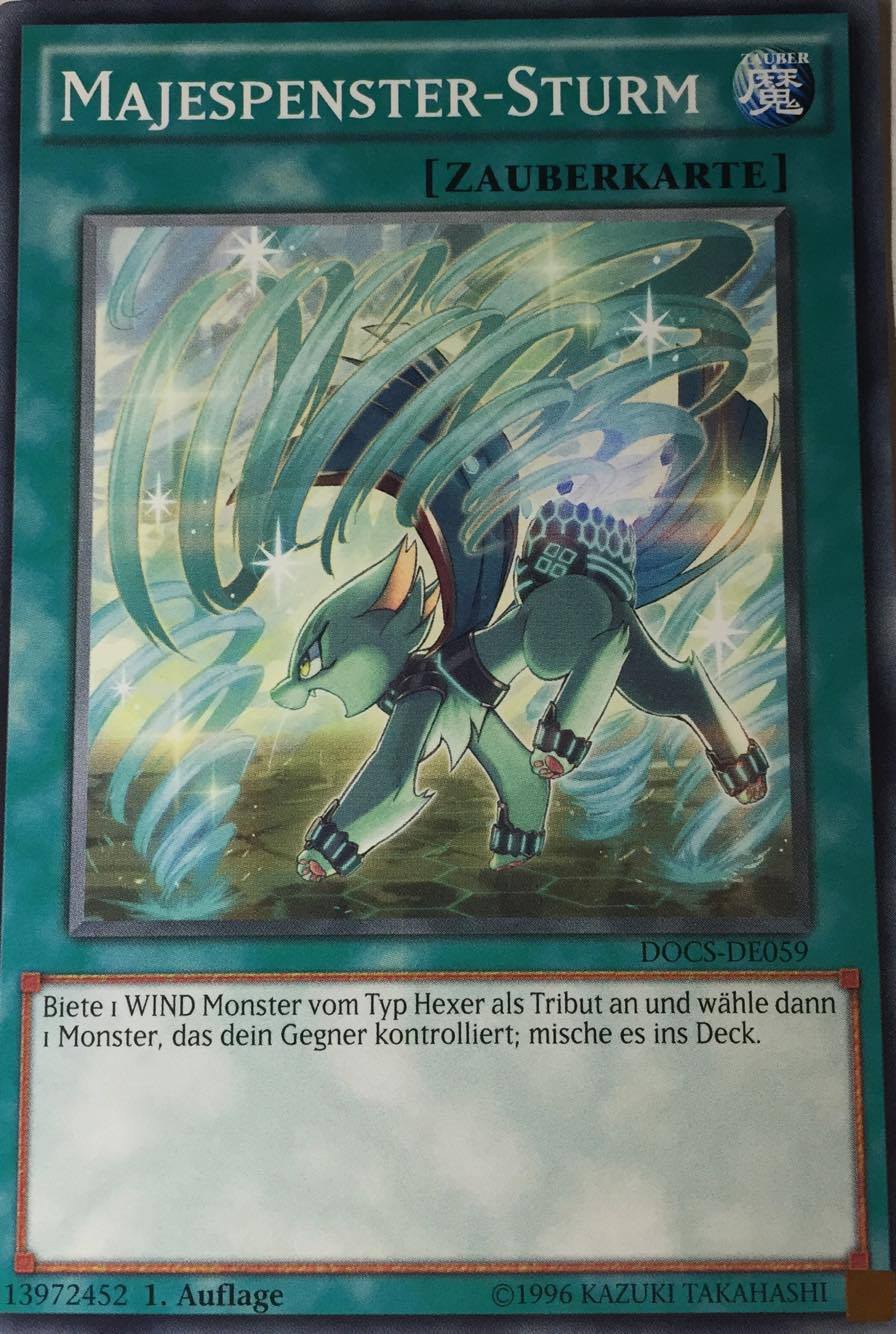 MAJESPENSTER-STURM
ZAUBER
魔
[ZAUBERKARTE]
DOCS-DE059
Biete 1 WIND Monster vom Typ Hexer als Tribut an und wähle dann
1 Monster, das dein Gegner kontrolliert; mische es ins Deck.
13972452 1. Auflage ©1996 KAZUKI TAKAHASHI